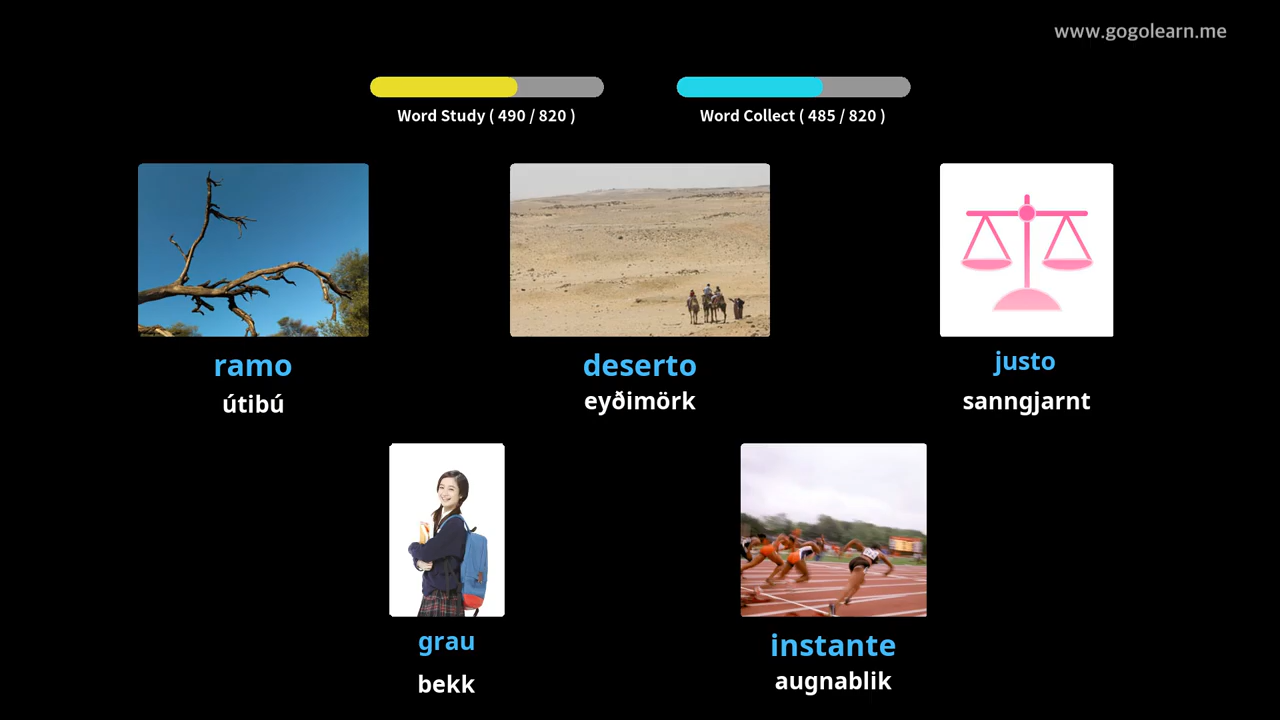 www.gogolearn.me
Word Study ( 490 / 820 )
Word Collect ( 485 / 820 )
ramo
útibú
deserto
eyðimörk
justo
sanngjarnt
grau
bekk
instante
augnablik